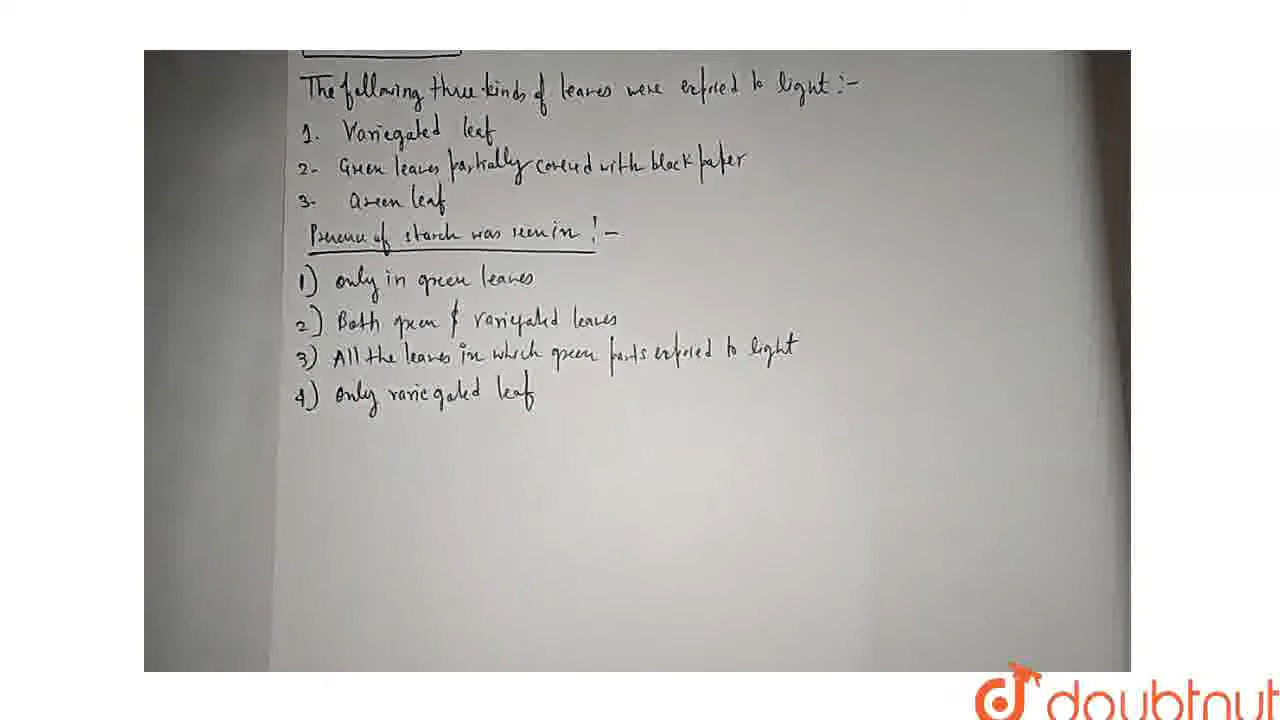 The following three kinds of leaves were exposed to light :-
1. Variegated leaf
2- Green leaves partially covered with black paper
3- Green leaf
Presence of starch was seen in :-
1) only in green leaves
2) Both green & variegated leaves
3) All the leaves in which green parts exposed to light
4) only variegated leaf
doubtnut